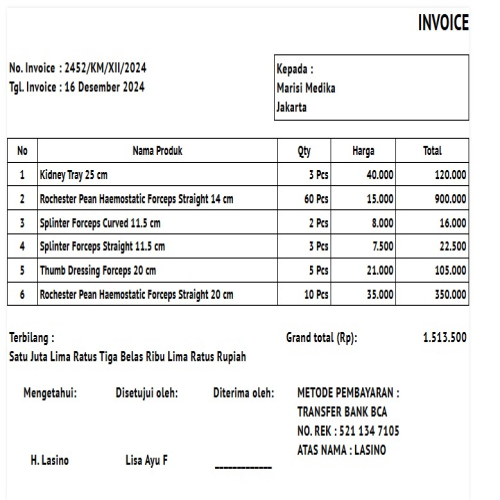 INVOICE
No. Invoice : 2452/KM/XII/2024
Tgl. Invoice : 16 Desember 2024
Kepada :
Marisi Medika
Jakarta
No Nama Produk Qty Harga Total
1 Kidney Tray 25 cm 3 Pcs 40.000 120.000
2 Rochester Pean Haemostatic Forceps Straight 14 cm 60 Pcs 15.000 900.000
3 Splinter Forceps Curved 11.5 cm 2 Pcs 8.000 16.000
4 Splinter Forceps Straight 11.5 cm 3 Pcs 7.500 22.500
5 Thumb Dressing Forceps 20 cm 5 Pcs 21.000 105.000
6 Rochester Pean Haemostatic Forceps Straight 20 cm 10 Pcs 35.000 350.000
Terbilang : Grand total (Rp): 1.513.500
Satu Juta Lima Ratus Tiga Belas Ribu Lima Ratus Rupiah
Mengetahui: Disetujui oleh: Diterima oleh:
H. Lasino Lisa Ayu F
METODE PEMBAYARAN :
TRANSFER BANK BCA
NO. REK : 521 134 7105
ATAS NAMA : LASINO